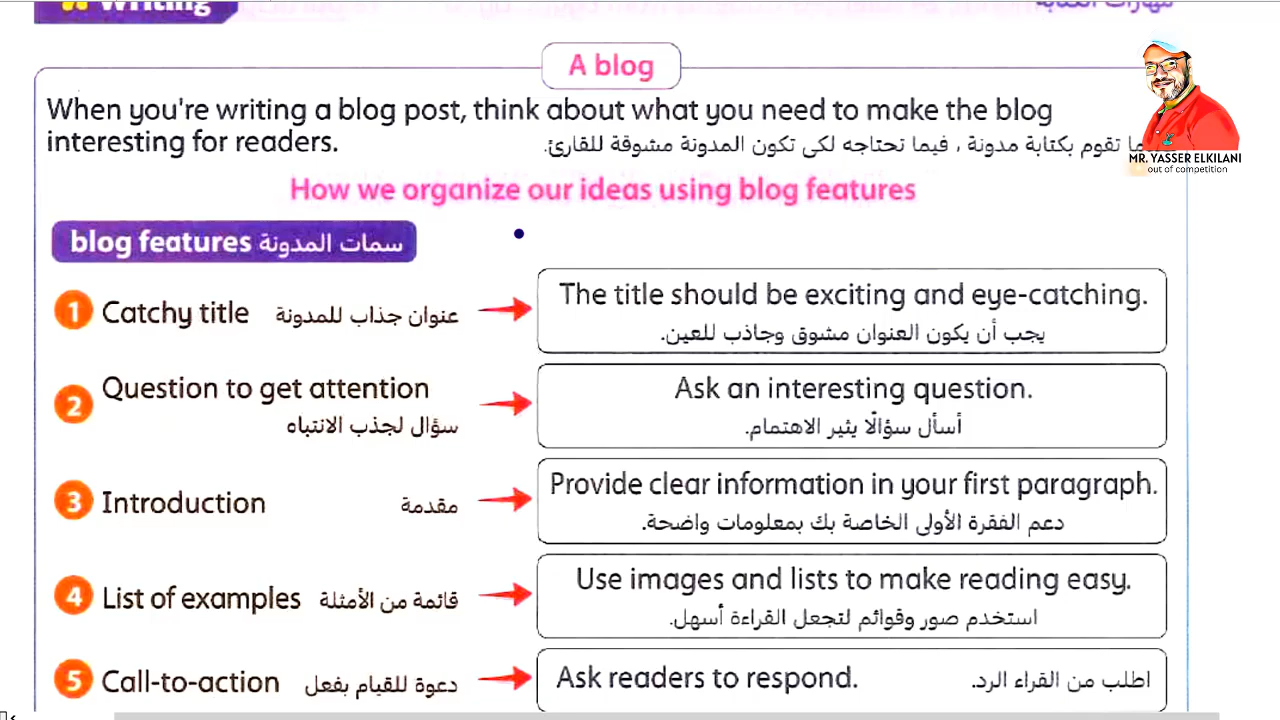 Writing
مهارات الكتابة
A blog
When you're writing a blog post, think about what you need to make the blog
interesting for readers.
ما تقوم بكتابة مدونة ، فيما تحتاجه لكى تكون المدونة مشوقة للقارئ.
MR. YASSER ELKILANI
out of competition
How we organize our ideas using blog features
blog features سمات المدونة
1 Catchy title عنوان جذاب للمدونة
The title should be exciting and eye-catching.
يجب أن يكون العنوان مشوق وجاذب للعين.
2 Question to get attention
سؤال لجذب الانتباه
Ask an interesting question.
أسأل سؤالًا يثير الاهتمام.
3 Introduction مقدمة
Provide clear information in your first paragraph.
دعم الفقرة الأولى الخاصة بك بمعلومات واضحة.
4 List of examples قائمة من الأمثلة
Use images and lists to make reading easy.
استخدم صور وقوائم لتجعل القراءة أسهل.
5 Call-to-action دعوة للقيام بفعل
Ask readers to respond. اطلب من القراء الرد.